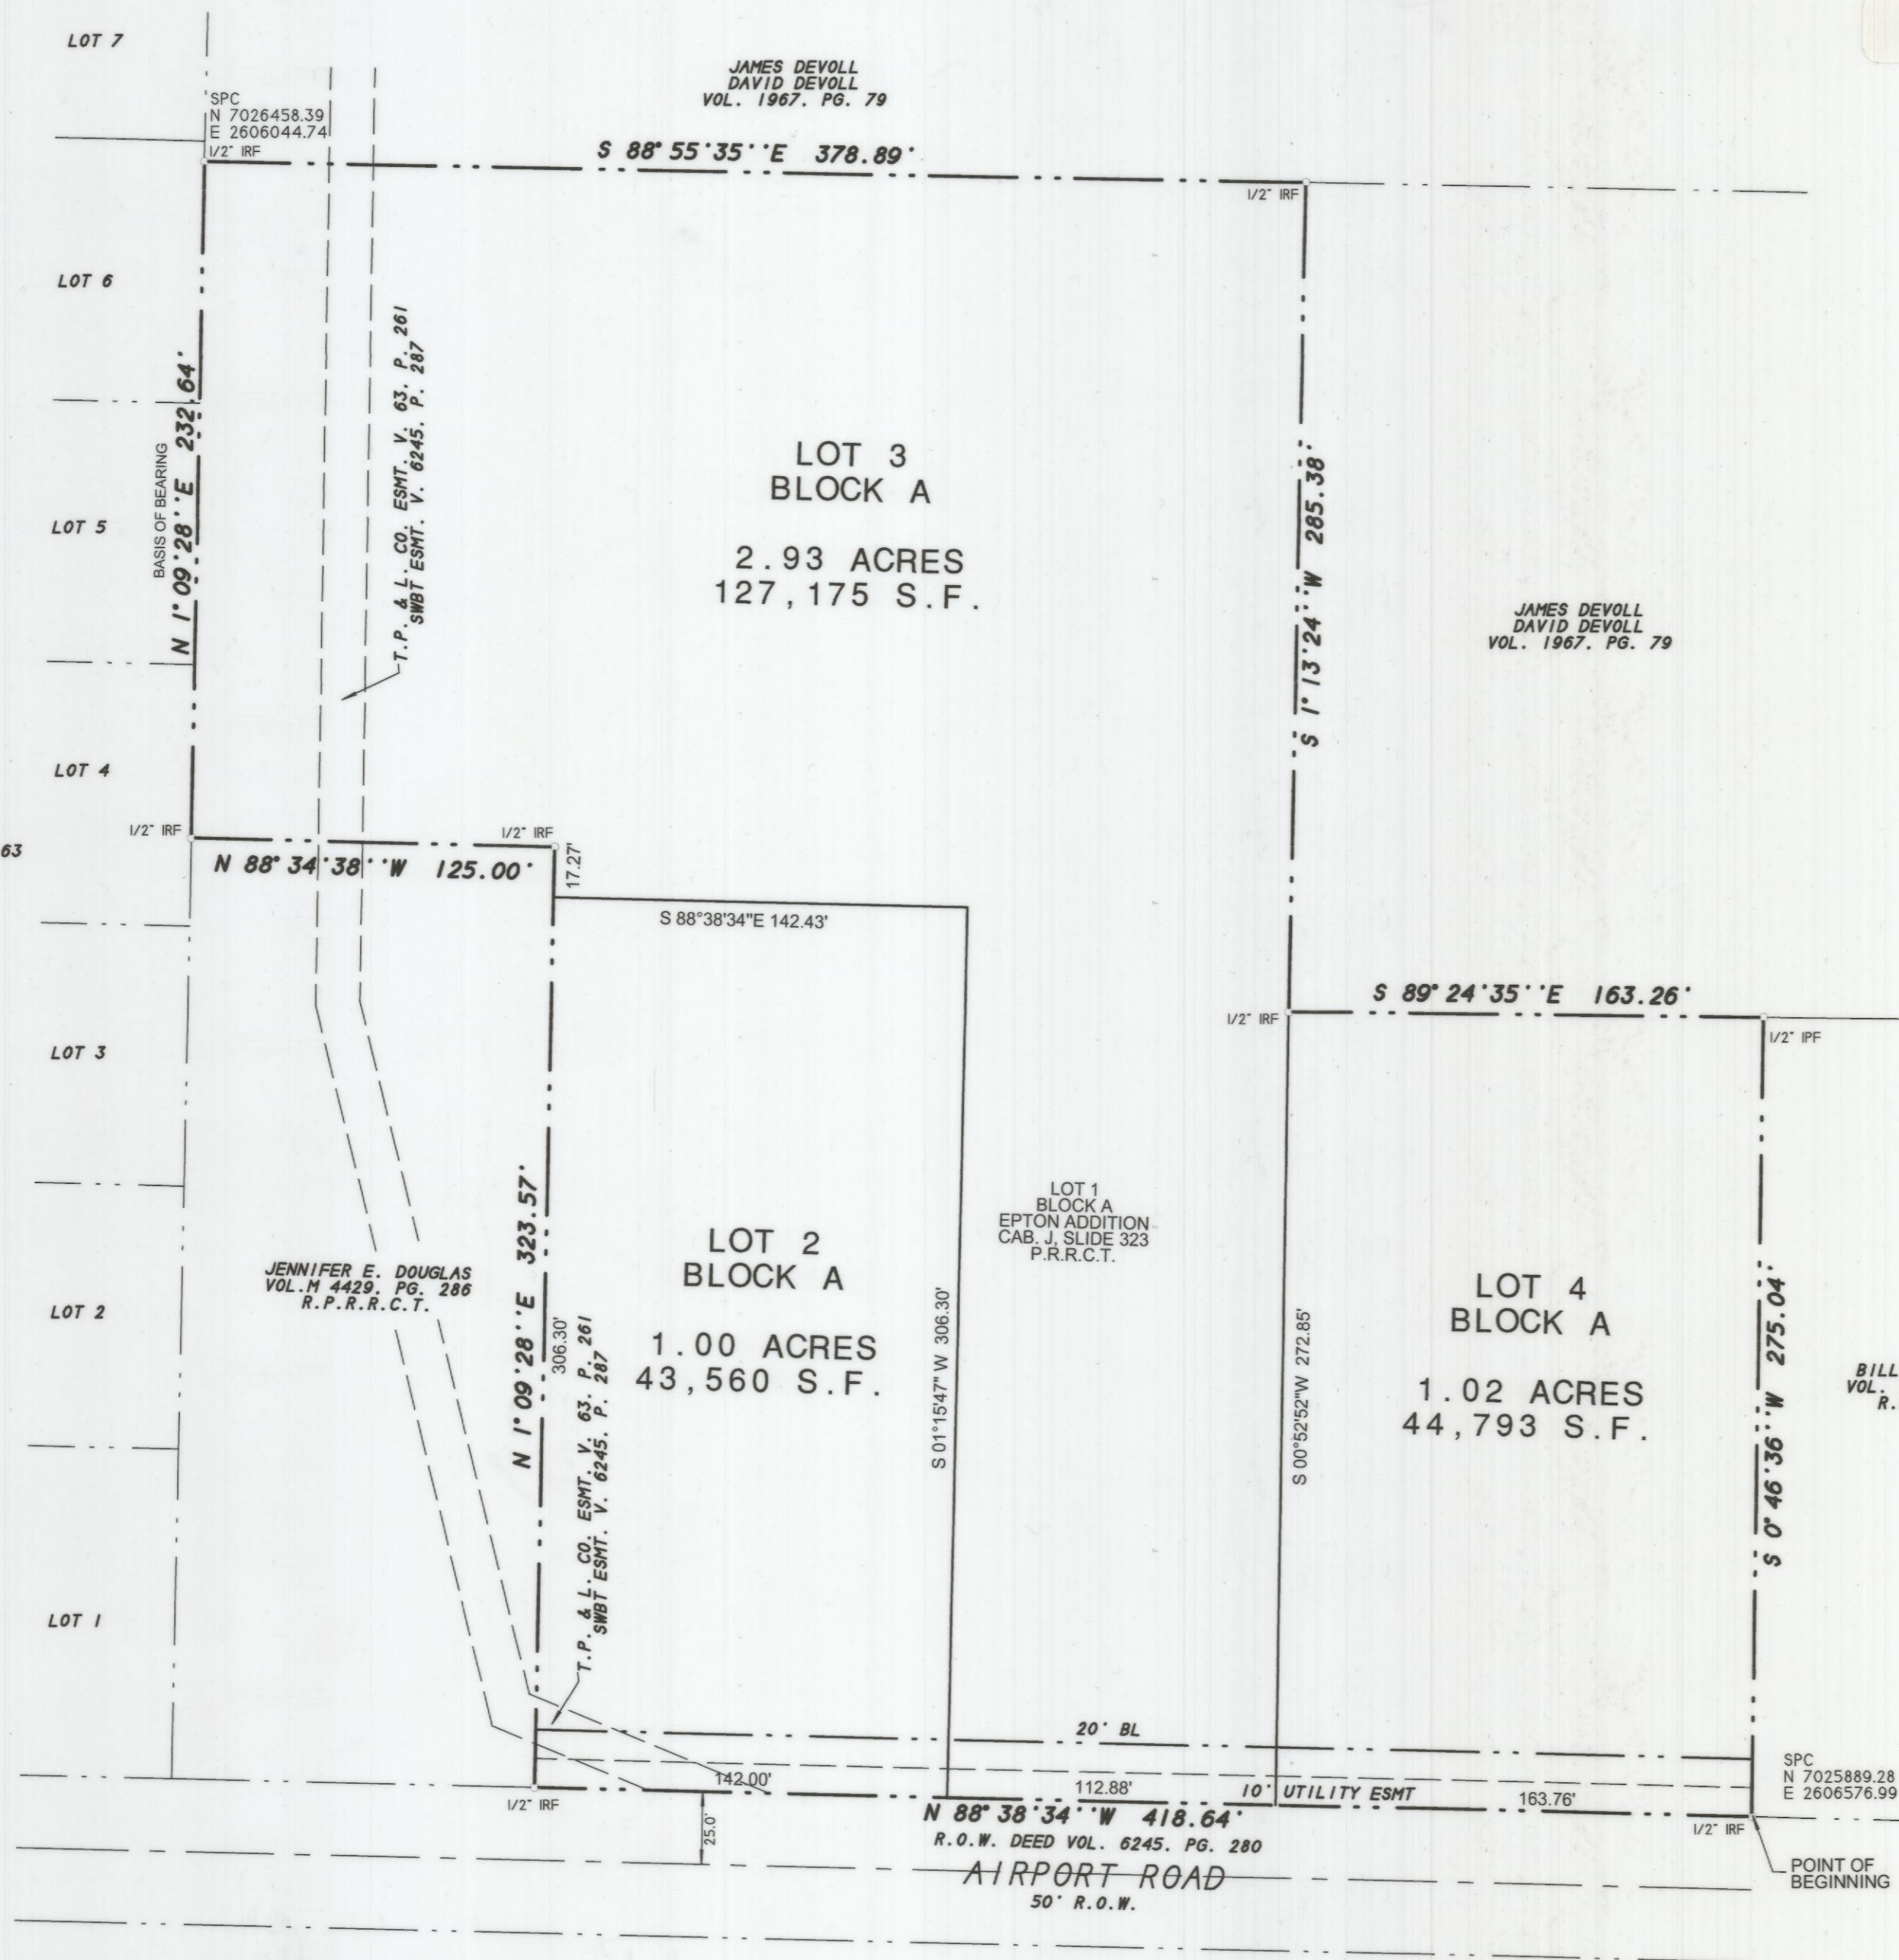 LOT 7
JAMES DEVOLL
DAVID DEVOLL
VOL. 1967. PG. 79
SPC
N 7026458.39
E 2606044.74
1/2" IRF
S 88°55'35''E 378.89'
1/2" IRF
LOT 6
BASIS OF BEARING
N 1°09'28''E 232.64'
T.P. & L. CO. ESMT. V. 63. P. 261
SWBT ESMT. V. 6245. P. 287
LOT 3
BLOCK A
2.93 ACRES
127,175 S.F.
S 1°13'24''W 285.38'
LOT 5
JAMES DEVOLL
DAVID DEVOLL
VOL. 1967. PG. 79
LOT 4
1/2" IRF
1/2" IRF
63
N 88°34'38''W 125.00'
17.27'
S 88°38'34"E 142.43'
S 89°24'35''E 163.26'
1/2" IRF
1/2" IPF
LOT 3
LOT 1
BLOCK A
EPTON ADDITION
CAB. J, SLIDE 323
P.R.R.C.T.
N 1°09'28''E 323.57'
306.30'
LOT 2
BLOCK A
1.00 ACRES
43,560 S.F.
JENNIFER E. DOUGLAS
VOL.M 4429. PG. 286
R.P.R.R.C.T.
LOT 2
S 01°15'47" W 306.30'
S 00°52'52"W 272.85'
LOT 4
BLOCK A
1.02 ACRES
44,793 S.F.
S 0°46'36''W 275.04'
BILL
VOL.
R.
T.P. & L. CO. ESMT. V. 63. P. 261
SWBT ESMT. V. 6245. P. 287
LOT 1
20' BL
SPC
N 7025889.28
E 2606576.99
142.00'
112.88'
10' UTILITY ESMT
163.76'
1/2" IRF
N 88°38'34''W 418.64'
1/2" IRF
25.0'
R.O.W. DEED VOL. 6245. PG. 280
AIRPORT ROAD
50' R.O.W.
POINT OF
BEGINNING